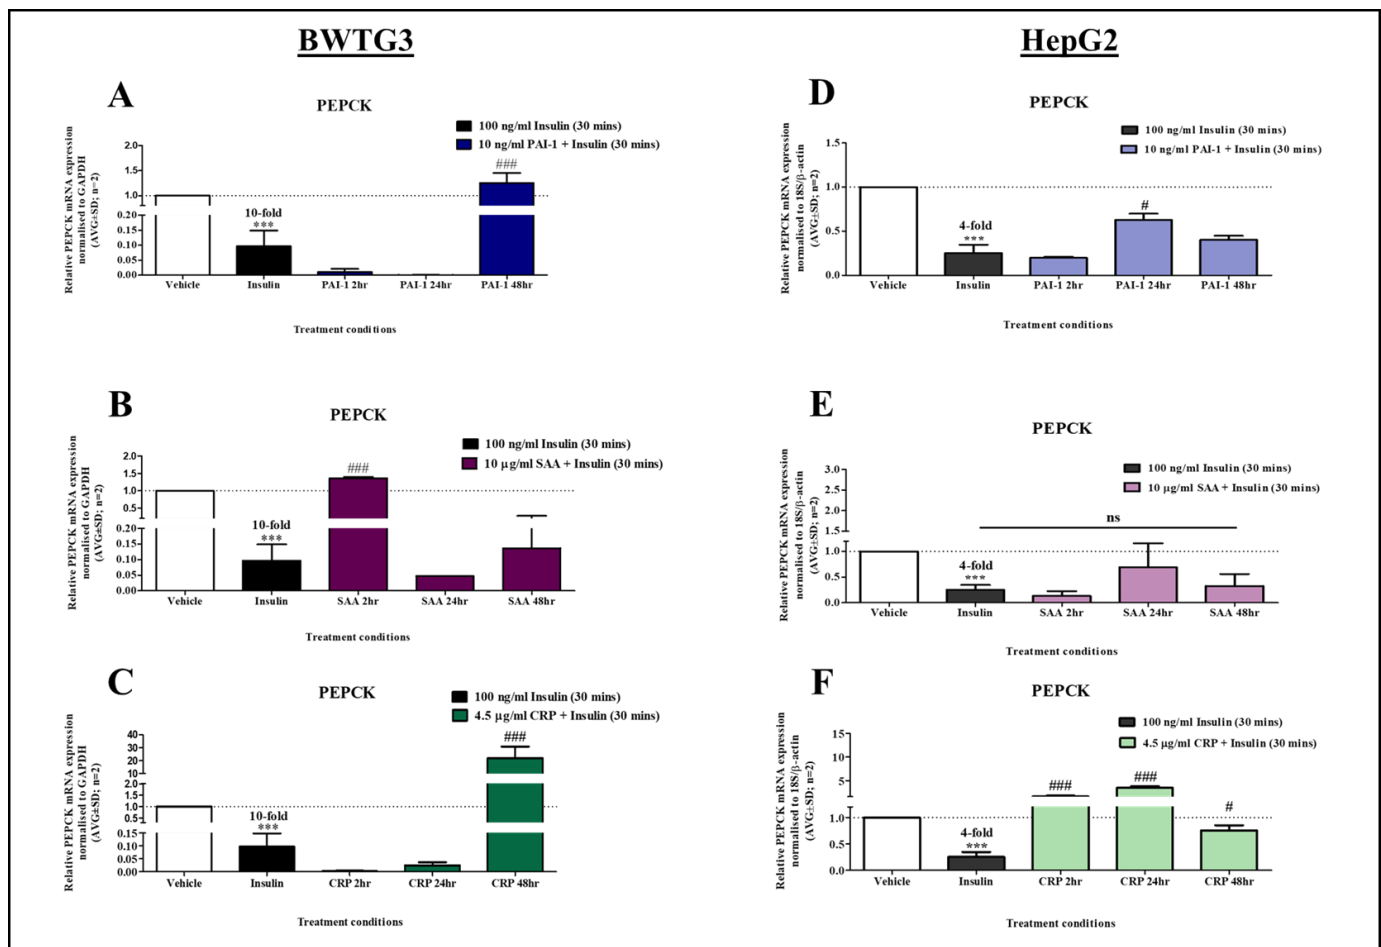 BWTG3
HepG2
A
PEPCK
100 ng/ml Insulin (30 mins)
10 ng/ml PAI-1 + Insulin (30 mins)
Relative PEPCK mRNA expression
normalised to GAPDH
(AVG±SD; n=2)
2.0
1.5
1.0
0.5
0.20
0.15
0.10
0.05
0.00
10-fold
***
###
Vehicle
Insulin
PAI-1 2hr
PAI-1 24hr
PAI-1 48hr
Treatment conditions
D
PEPCK
100 ng/ml Insulin (30 mins)
10 ng/ml PAI-1 + Insulin (30 mins)
Relative PEPCK mRNA expression
normalised to 18S/β-actin
(AVG±SD; n=2)
1.5
1.0
0.5
0.0
4-fold
***
#
Vehicle
Insulin
PAI-1 2hr
PAI-1 24hr
PAI-1 48hr
Treatment conditions
B
PEPCK
100 ng/ml Insulin (30 mins)
10 µg/ml SAA + Insulin (30 mins)
Relative PEPCK mRNA expression
normalised to GAPDH
(AVG±SD; n=2)
2.0
1.5
1.0
0.5
0.20
0.15
0.10
0.05
0.00
10-fold
***
###
Vehicle
Insulin
SAA 2hr
SAA 24hr
SAA 48hr
Treatment conditions
E
PEPCK
100 ng/ml Insulin (30 mins)
10 µg/ml SAA + Insulin (30 mins)
Relative PEPCK mRNA expression
normalised to 18S/β-actin
(AVG±SD; n=2)
3.0
2.5
2.0
1.5
1.0
0.5
0.0
ns
4-fold
***
Vehicle
Insulin
SAA 2hr
SAA 24hr
SAA 48hr
Treatment conditions
C
PEPCK
100 ng/ml Insulin (30 mins)
4.5 µg/ml CRP + Insulin (30 mins)
Relative PEPCK mRNA expression
normalised to GAPDH
(AVG±SD; n=2)
40
30
20
10
2.0
1.5
1.0
0.5
0.15
0.10
0.05
0.00
10-fold
***
###
Vehicle
Insulin
CRP 2hr
CRP 24hr
CRP 48hr
Treatment conditions
F
PEPCK
100 ng/ml Insulin (30 mins)
4.5 µg/ml CRP + Insulin (30 mins)
Relative PEPCK mRNA expression
normalised to 18S/β-actin
(AVG±SD; n=2)
15
10
5
1.0
0.5
0.0
4-fold
***
###
###
#
Vehicle
Insulin
CRP 2hr
CRP 24hr
CRP 48hr
Treatment conditions